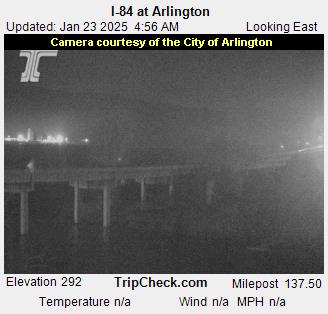 I-84 at Arlington
Updated: Jan 23 2025 4:56 AM Looking East
Camera courtesy of the City of Arlington
Elevation 292 TripCheck.com Milepost 137.50
Temperature n/a Wind n/a MPH n/a